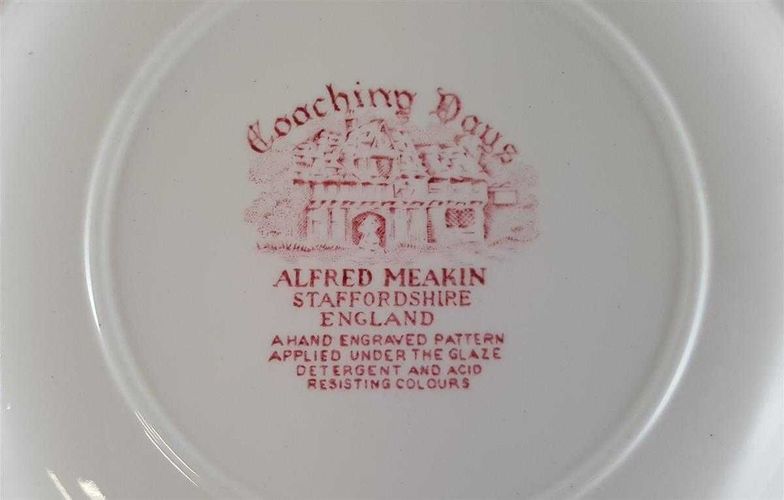 Coaching Days
ALFRED MEAKIN
STAFFORDSHIRE
ENGLAND
A HAND ENGRAVED PATTERN
APPLIED UNDER THE GLAZE
DETERGENT AND ACID
RESISTING COLOURS